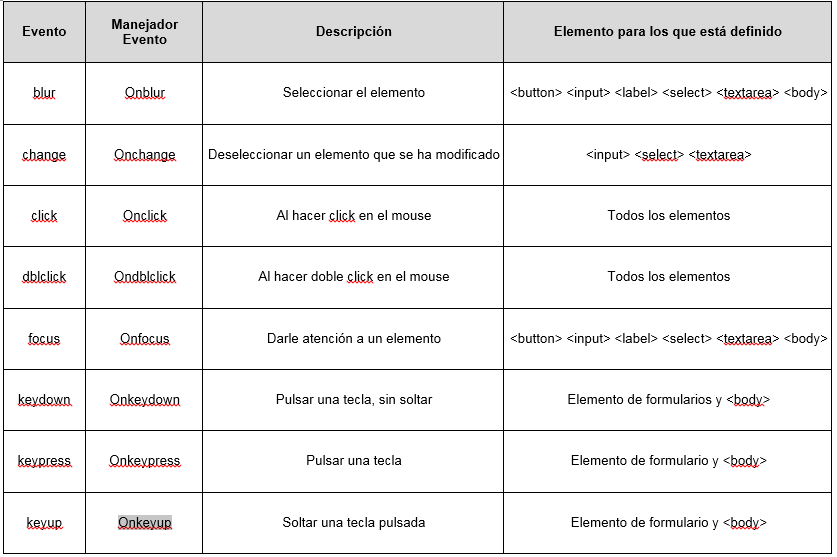 Evento Manejador Evento Descripción Elemento para los que está definido
blur Onblur Seleccionar el elemento <button> <input> <label> <select> <textarea> <body>
change Onchange Deseleccionar un elemento que se ha modificado <input> <select> <textarea>
click Onclick Al hacer click en el mouse Todos los elementos
dblclick Ondblclick Al hacer doble click en el mouse Todos los elementos
focus Onfocus Darle atención a un elemento <button> <input> <label> <select> <textarea> <body>
keydown Onkeydown Pulsar una tecla, sin soltar Elemento de formularios y <body>
keypress Onkeypress Pulsar una tecla Elemento de formulario y <body>
keyup Onkeyup Soltar una tecla pulsada Elemento de formulario y <body>